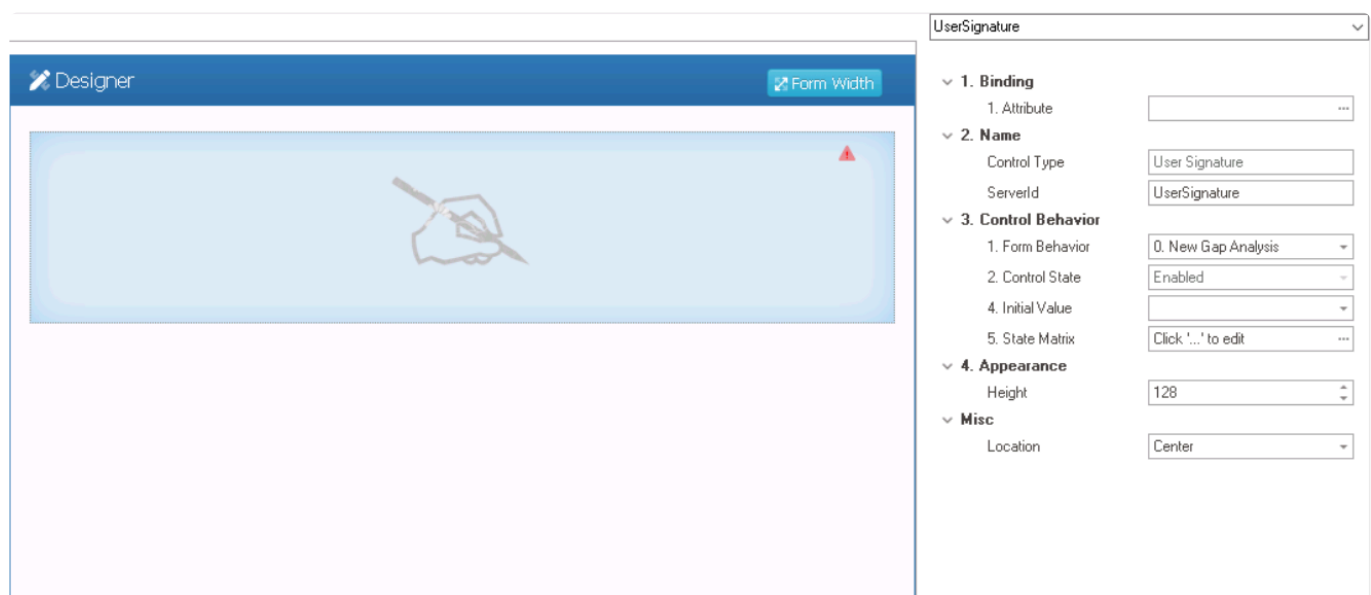 UserSignature
Designer
Form Width
1. Binding
1. Attribute ...
2. Name
Control Type User Signature
ServerId UserSignature
3. Control Behavior
1. Form Behavior 0. New Gap Analysis
2. Control State Enabled
4. Initial Value
5. State Matrix Click '...' to edit ...
4. Appearance
Height 128
Misc
Location Center